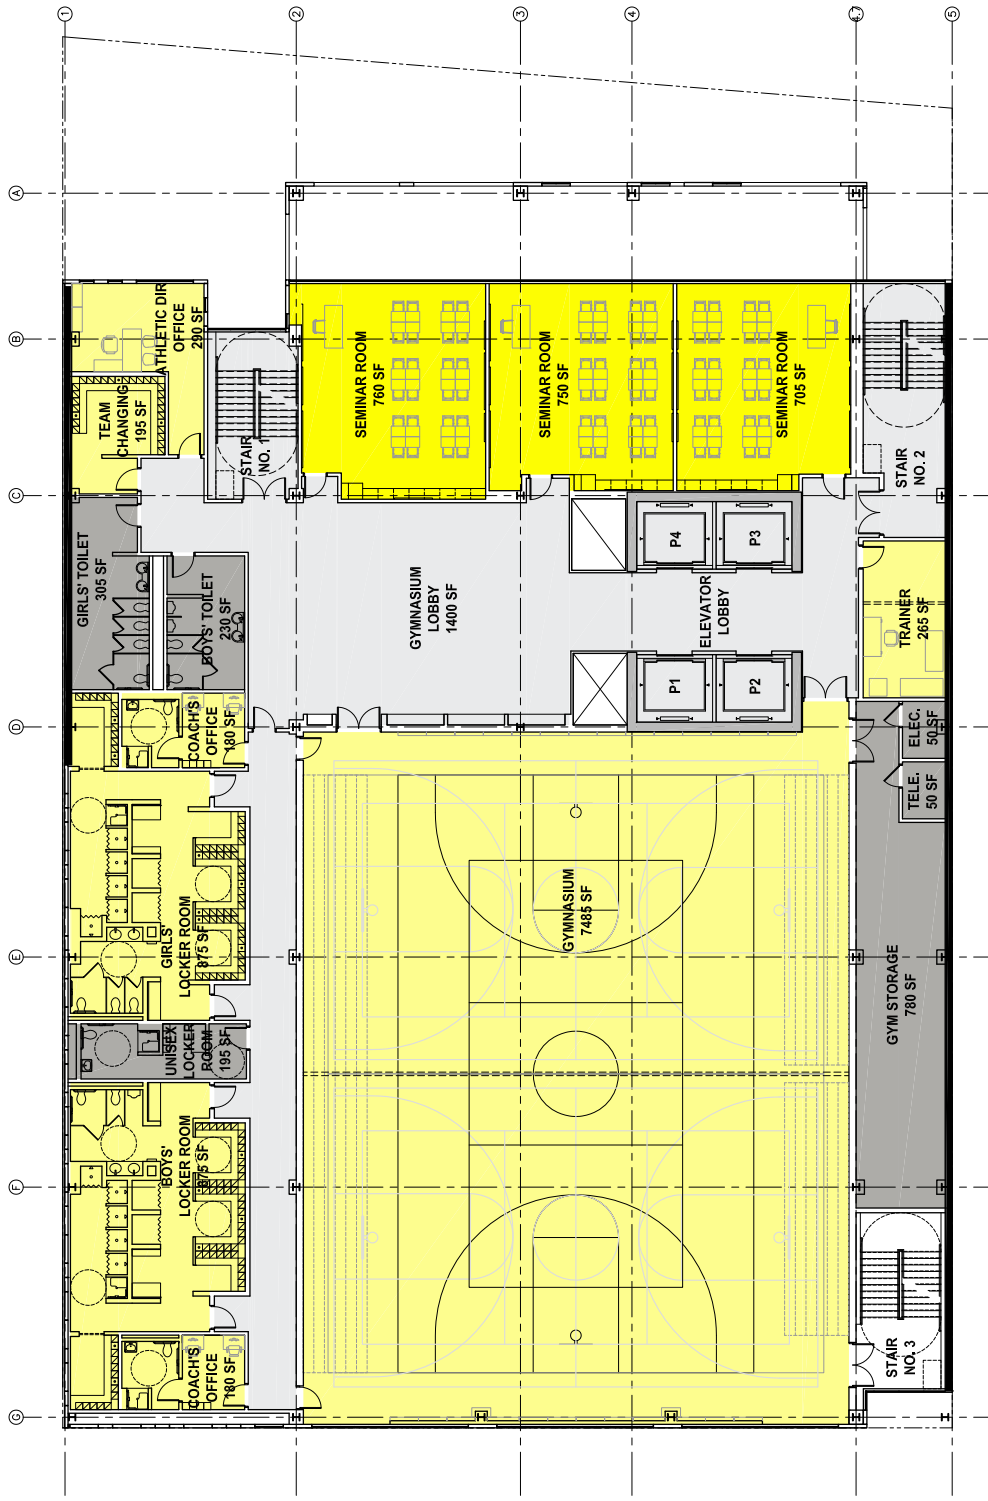 1
2
3
4
4.7
5
A
B
C
D
E
F
G
ATHLETIC DIR
OFFICE
290 SF
TEAM
CHANGING
195 SF
STAIR
NO. 1
SEMINAR ROOM
760 SF
SEMINAR ROOM
750 SF
SEMINAR ROOM
705 SF
STAIR
NO. 2
GIRLS' TOILET
305 SF
BOYS' TOILET
230 SF
GYMNASIUM
LOBBY
1400 SF
P4
P3
ELEVATOR
LOBBY
P1
P2
TRAINER
265 SF
COACH'S
OFFICE
180 SF
ELEC.
50 SF
TELE.
50 SF
GIRLS'
LOCKER ROOM
875 SF
GYMNASIUM
7485 SF
GYM STORAGE
780 SF
UNISEX
LOCKER
ROOM
195 SF
BOYS'
LOCKER ROOM
875 SF
COACH'S
OFFICE
180 SF
STAIR
NO. 3